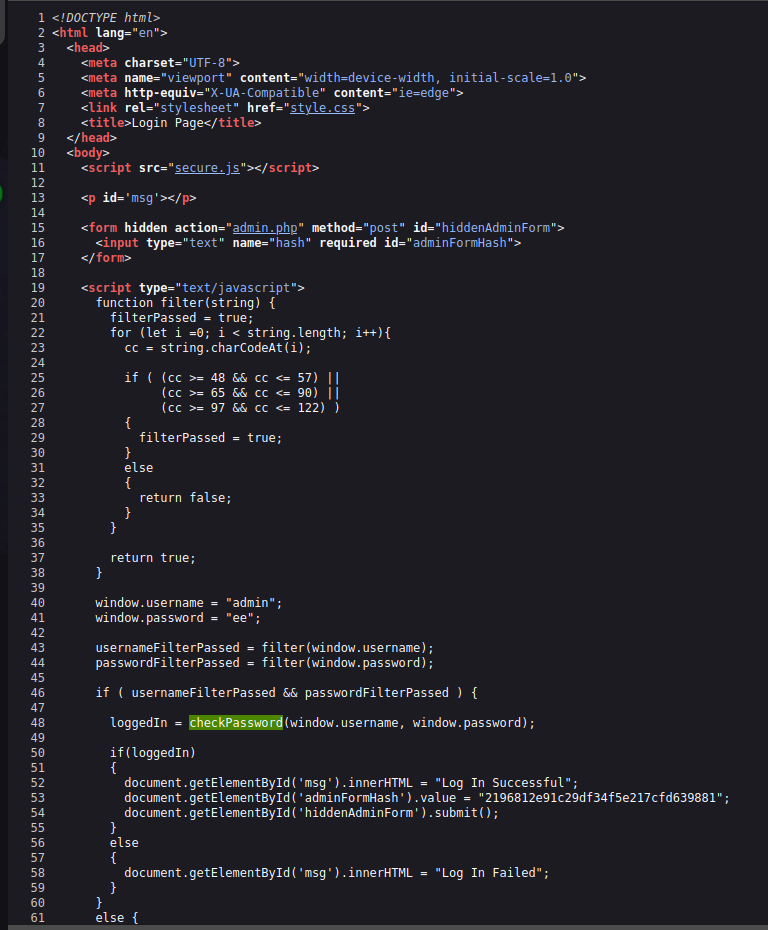 1 <!DOCTYPE html>
2 <html lang="en">
3   <head>
4     <meta charset="UTF-8">
5     <meta name="viewport" content="width=device-width, initial-scale=1.0">
6     <meta http-equiv="X-UA-Compatible" content="ie=edge">
7     <link rel="stylesheet" href="style.css">
8     <title>Login Page</title>
9   </head>
10   <body>
11     <script src="secure.js"></script>
12
13     <p id='msg'></p>
14
15     <form hidden action="admin.php" method="post" id="hiddenAdminForm">
16       <input type="text" name="hash" required id="adminFormHash">
17     </form>
18
19     <script type="text/javascript">
20       function filter(string) {
21         filterPassed = true;
22         for (let i =0; i < string.length; i++){
23           cc = string.charCodeAt(i);
24
25           if ( (cc >= 48 && cc <= 57) ||
26                (cc >= 65 && cc <= 90) ||
27                (cc >= 97 && cc <= 122) )
28           {
29             filterPassed = true;
30           }
31           else
32           {
33             return false;
34           }
35         }
36
37         return true;
38       }
39
40       window.username = "admin";
41       window.password = "ee";
42
43       usernameFilterPassed = filter(window.username);
44       passwordFilterPassed = filter(window.password);
45
46       if ( usernameFilterPassed && passwordFilterPassed ) {
47
48         loggedIn = checkPassword(window.username, window.password);
49
50         if(loggedIn)
51         {
52           document.getElementById('msg').innerHTML = "Log In Successful";
53           document.getElementById('adminFormHash').value = "2196812e91c29df34f5e217cfd639881";
54           document.getElementById('hiddenAdminForm').submit();
55         }
56         else
57         {
58           document.getElementById('msg').innerHTML = "Log In Failed";
59         }
60       }
61       else {